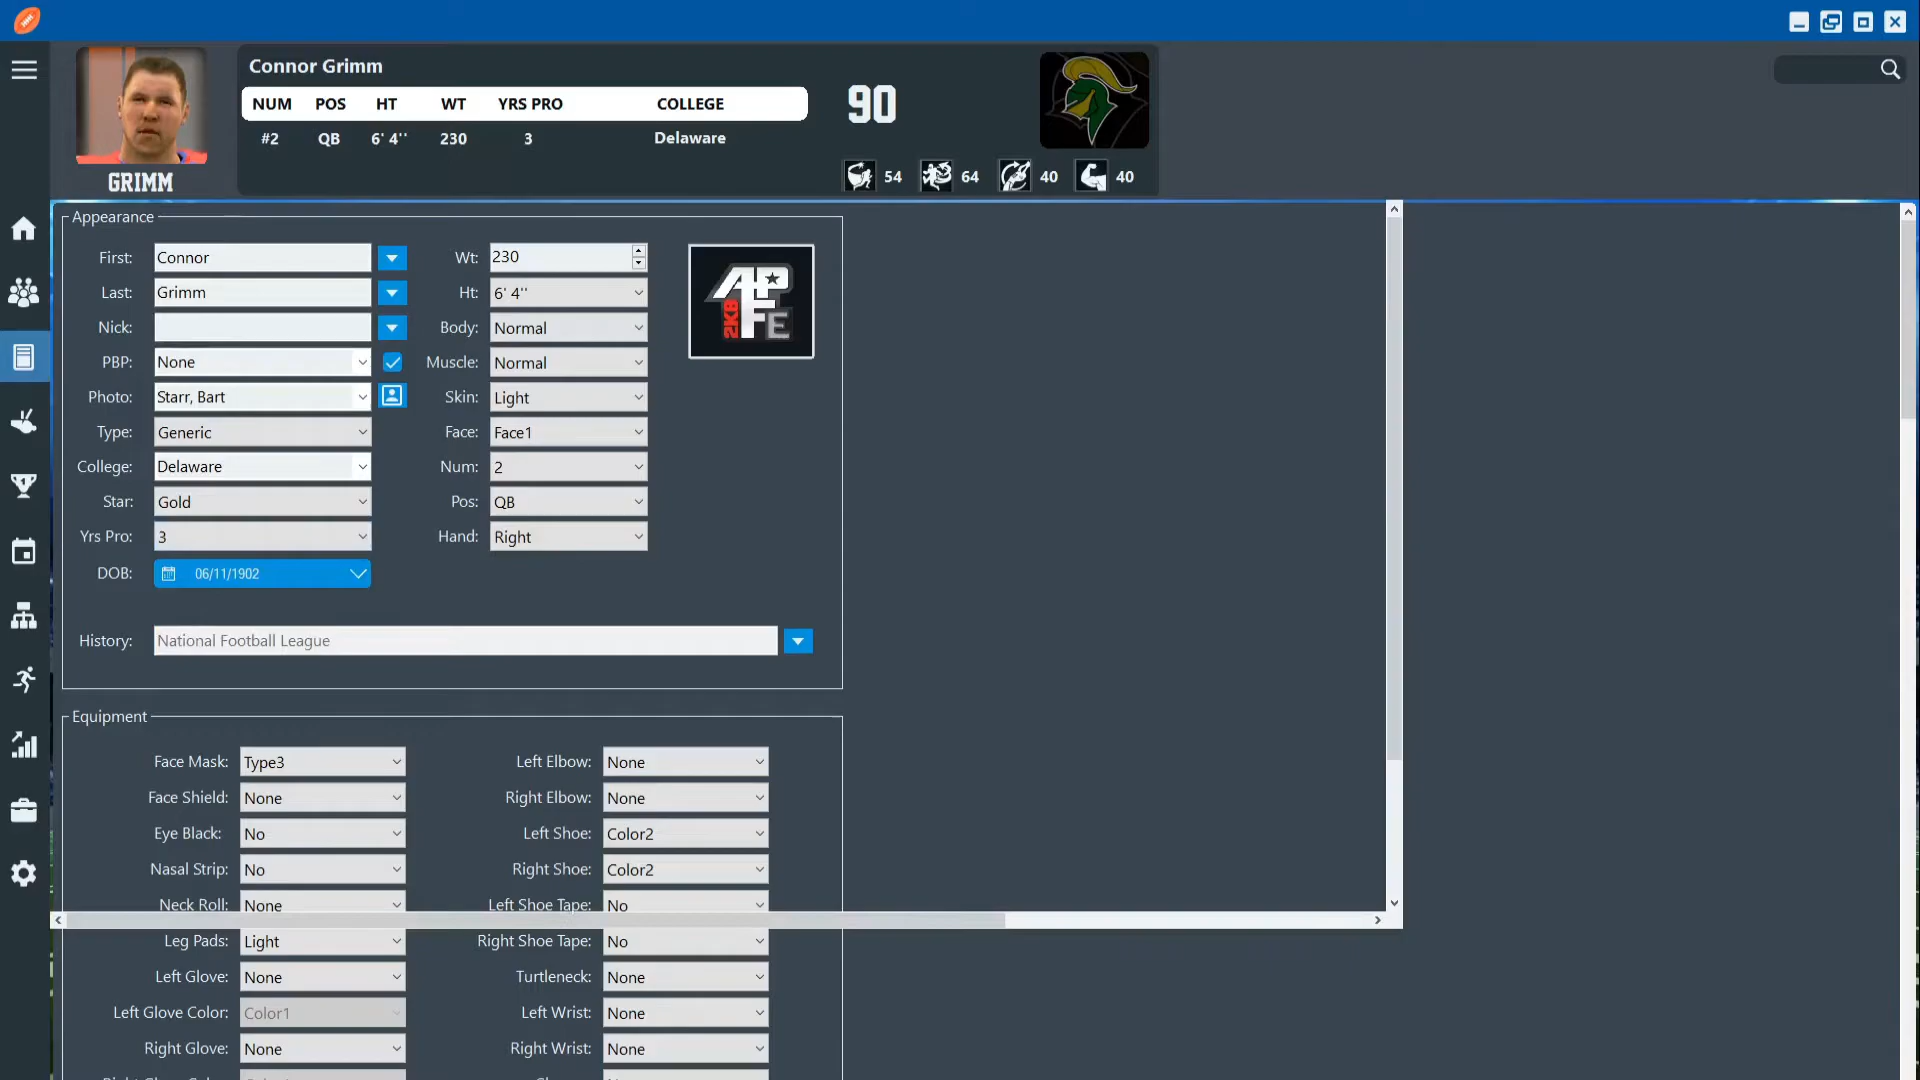 Connor Grimm
NUM POS HT WT YRS PRO COLLEGE
#2 QB 6' 4'' 230 3 Delaware
90
GRIMM
54 64 40 40
Appearance
First: Connor Wt: 230
Last: Grimm Ht: 6' 4''
Nick: Body: Normal
PBP: None Muscle: Normal
Photo: Starr, Bart Skin: Light
Type: Generic Face: Face1
College: Delaware Num: 2
Star: Gold Pos: QB
Yrs Pro: 3 Hand: Right
DOB: 06/11/1902
APFE 2K8
History: National Football League
Equipment
Face Mask: Type3 Left Elbow: None
Face Shield: None Right Elbow: None
Eye Black: No Left Shoe: Color2
Nasal Strip: No Right Shoe: Color2
Neck Roll: None Left Shoe Tape: No
Leg Pads: Light Right Shoe Tape: No
Left Glove: None Turtleneck: None
Left Glove Color: Color1 Left Wrist: None
Right Glove: None Right Wrist: None